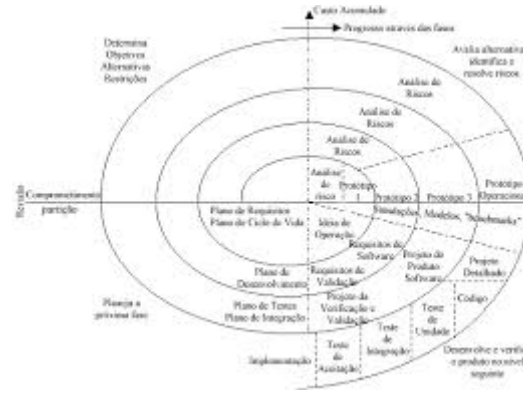 Custo Acumulado
Progresso através das fases
Determina
Objetivos
Alternativas
Restrições
Avalia alternativa
identifica e
resolve riscos
Análise de
Riscos
Análise de
Riscos
Análise de
Riscos
Análise
de
risco
Protótipo
1
Protótipo 2
Protótipo 3
Protótipo
Operacional
Revisão
Comprometimento
partição
Simulações
Modelos, "Benchmarks"
Plano de Requisitos
Plano de Ciclo de Vida
Idéia de
Operação
Requisitos de
Software
Projeto de
Produto
Software
Projeto
Detalhado
Plano de
Desenvolvimento
Requisitos de
Validação
Código
Planeja a
próxima fase
Plano de Testes
Plano de Integração
Projeto da
Verificação e
Validação
Teste
de
Unidade
Teste
de
Integração
Teste
de
Aceitação
Implementação
Desenvolve e verifica
o produto no nível
seguinte